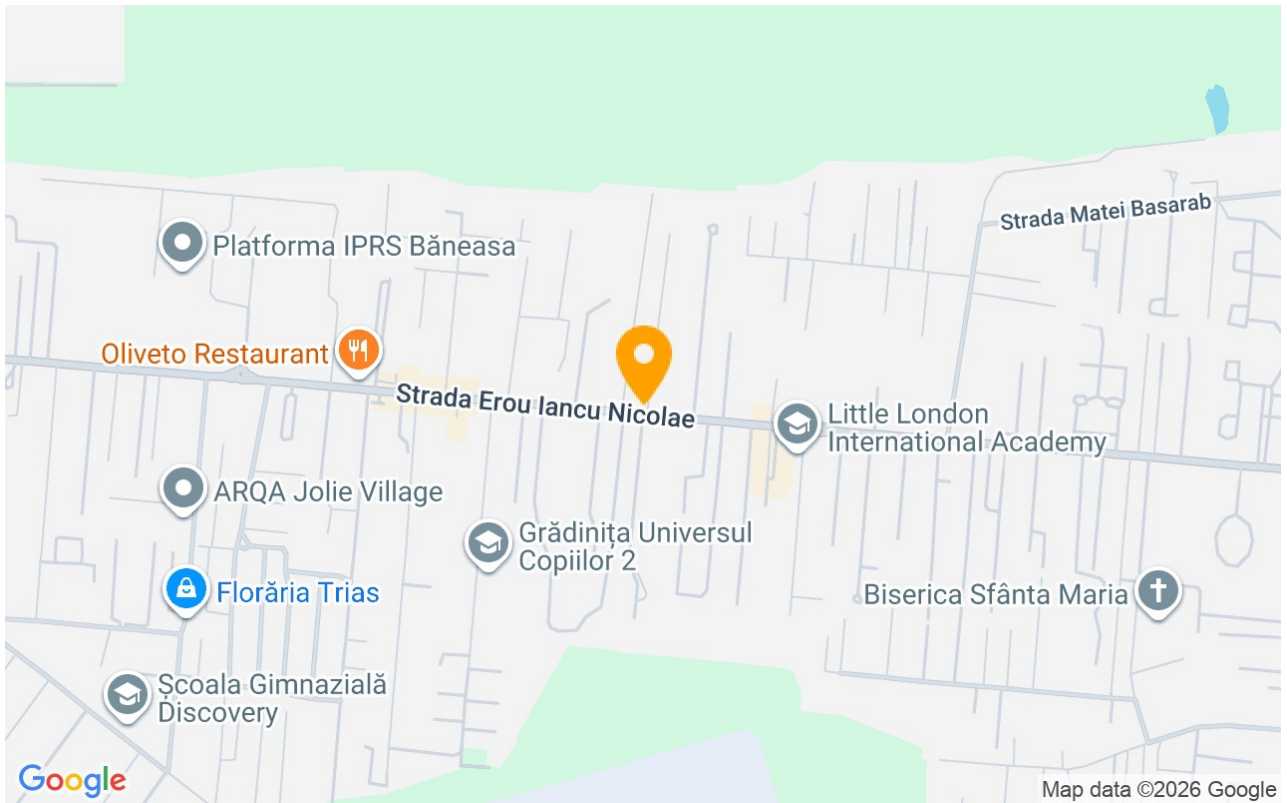 Strada Matei Basarab
Platforma IPRS Băneasa
Oliveto Restaurant
Strada Erou Iancu Nicolae
Little London
International Academy
ARQA Jolie Village
Grădinița Universul
Copiilor 2
Florăria Trias
Biserica Sfânta Maria
Școala Gimnazială
Discovery
Google
Map data ©2026 Google